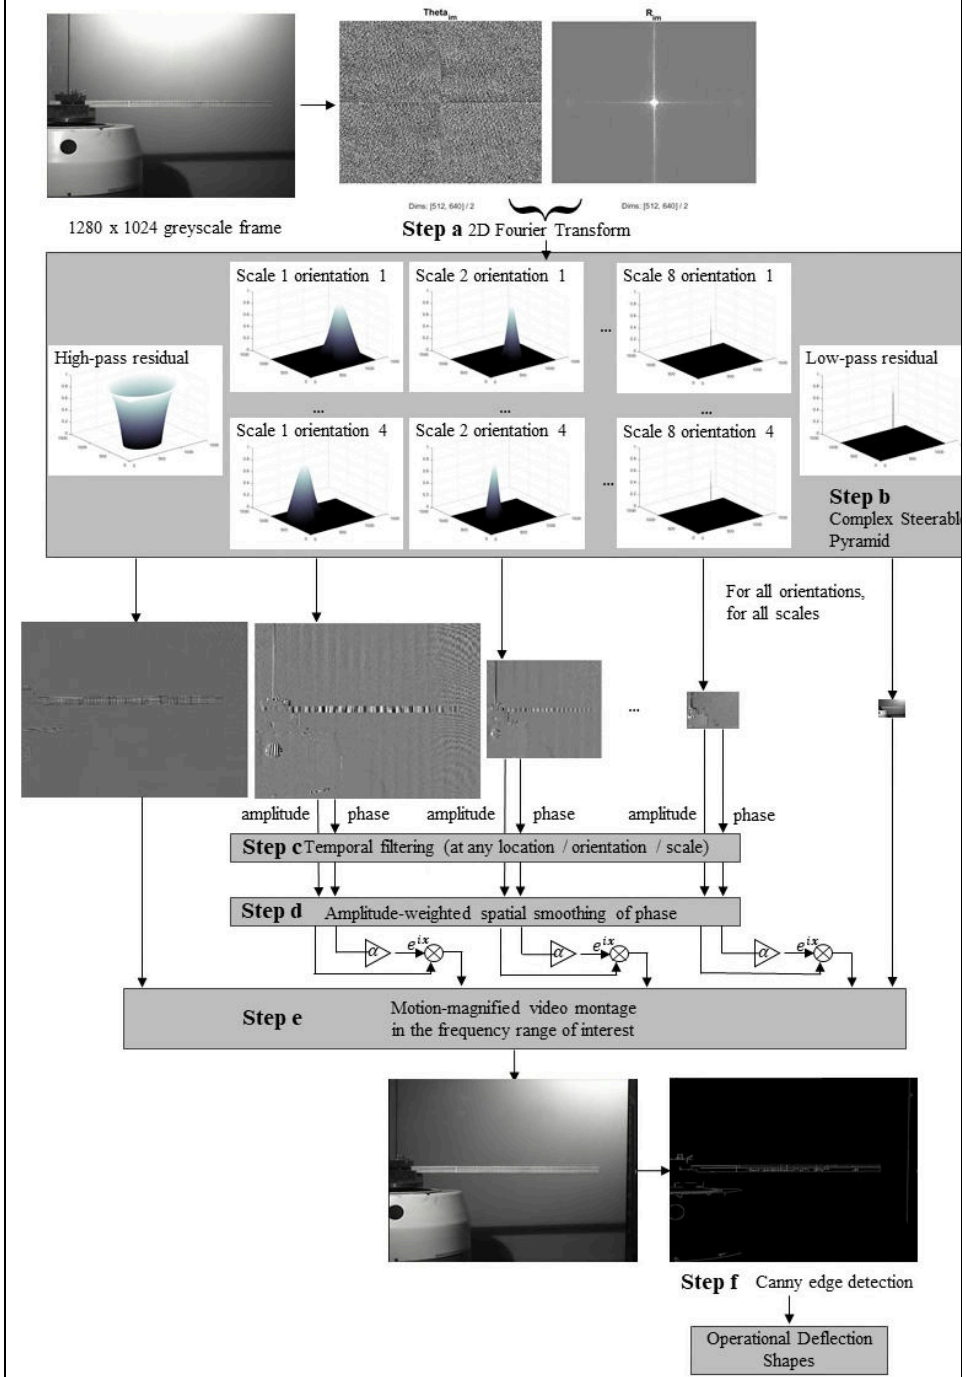 Theta_im
R_im
Dims: [512, 640] / 2
Dims: [512, 640] / 2
1280 x 1024 greyscale frame
Step a 2D Fourier Transform
Scale 1 orientation 1
Scale 2 orientation 1
Scale 8 orientation 1
...
High-pass residual
Low-pass residual
...
...
Scale 1 orientation 4
Scale 2 orientation 4
Scale 8 orientation 4
...
Step b
Complex Steerable
Pyramid
For all orientations,
for all scales
...
amplitude
phase
amplitude
phase
amplitude
phase
Step c Temporal filtering (at any location / orientation / scale)
Step d Amplitude-weighted spatial smoothing of phase
α
e^ix
α
e^ix
α
e^ix
Step e
Motion-magnified video montage
in the frequency range of interest
Step f Canny edge detection
Operational Deflection
Shapes